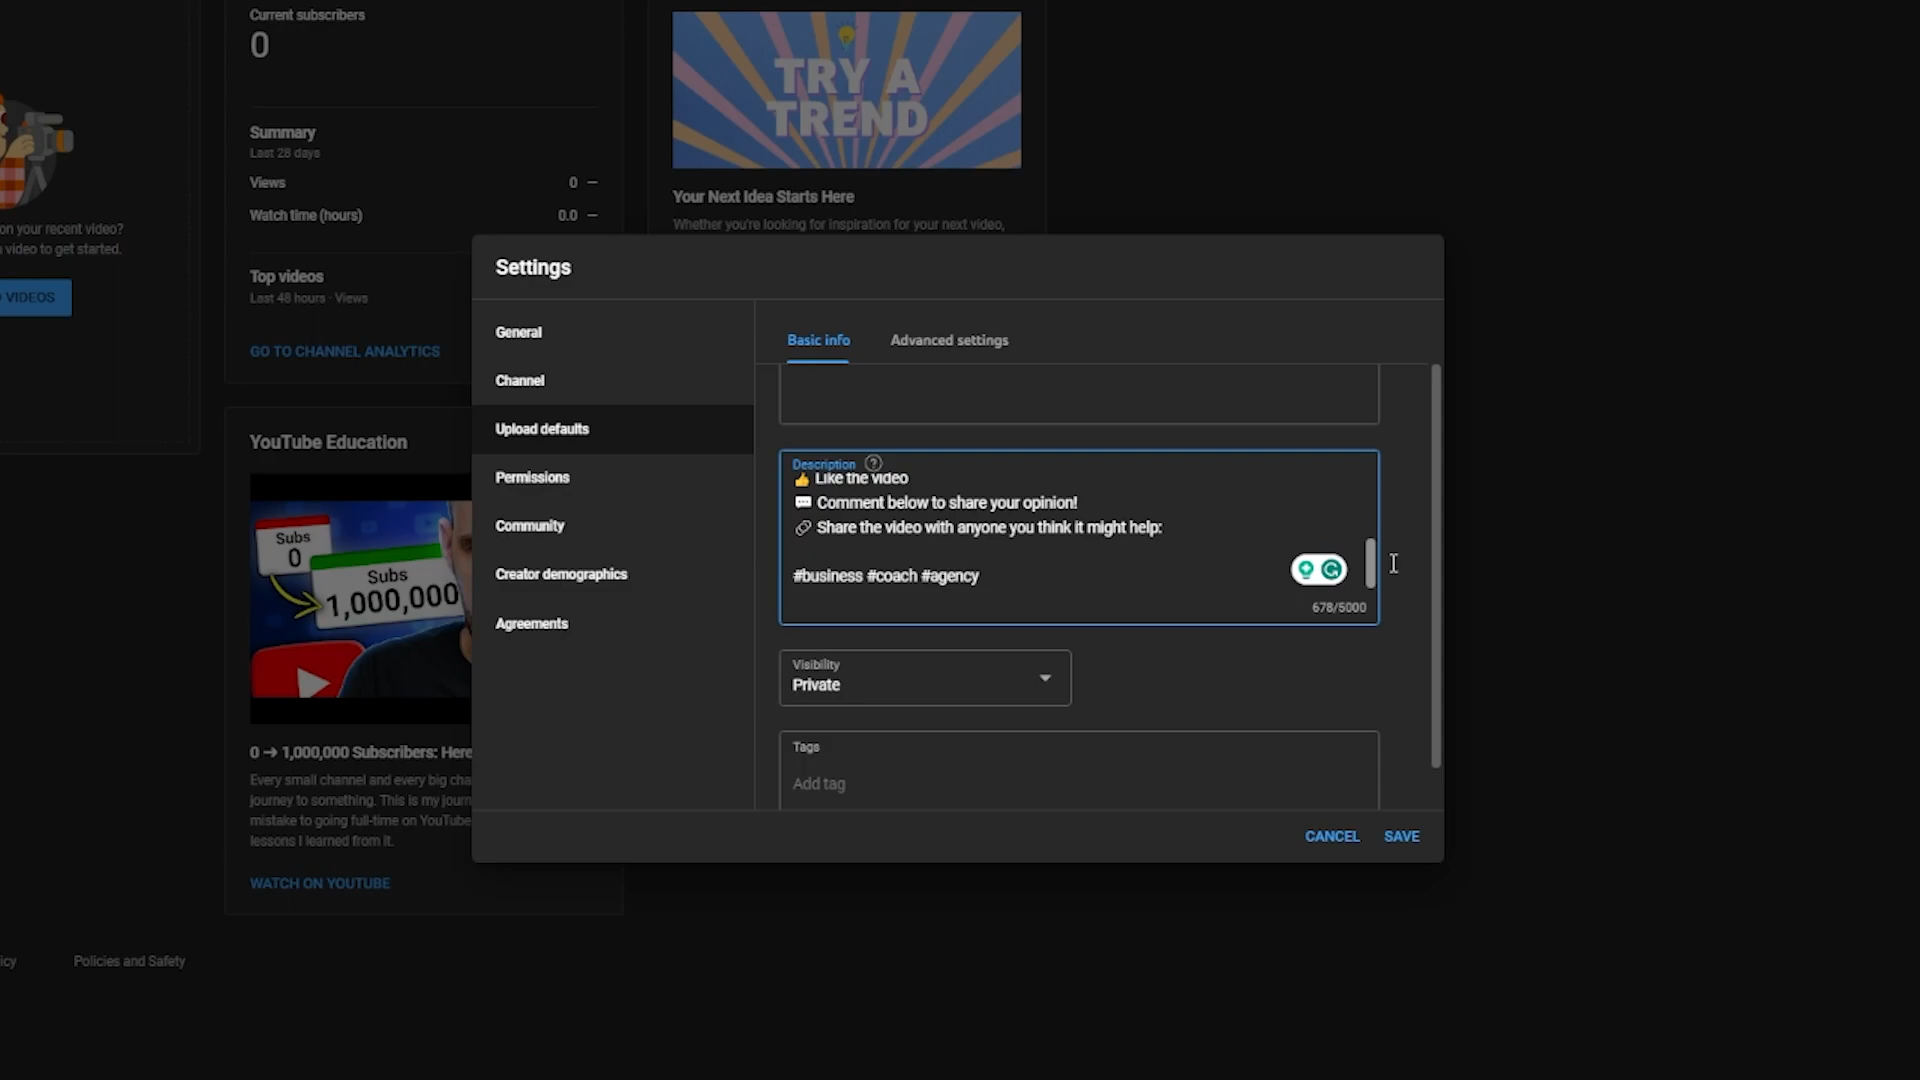 Current subscribers
0
Summary
Last 28 days
Views 0 —
Watch time (hours) 0.0 —
Top videos
Last 48 hours · Views
GO TO CHANNEL ANALYTICS
on your recent video?
video to get started.
VIDEOS
TRY A
TREND
Your Next Idea Starts Here
Whether you're looking for inspiration for your next video,
YouTube Education
Subs
0
Subs
1,000,000
0 → 1,000,000 Subscribers: Here
Every small channel and every big cha
journey to something. This is my journ
mistake to going full-time on YouTube
lessons I learned from it.
WATCH ON YOUTUBE
icy
Policies and Safety
Settings
General
Channel
Upload defaults
Permissions
Community
Creator demographics
Agreements
Basic info
Advanced settings
Description ?
👍 Like the video
💬 Comment below to share your opinion!
🔗 Share the video with anyone you think it might help:
#business #coach #agency
678/5000
Visibility
Private
Tags
Add tag
CANCEL
SAVE